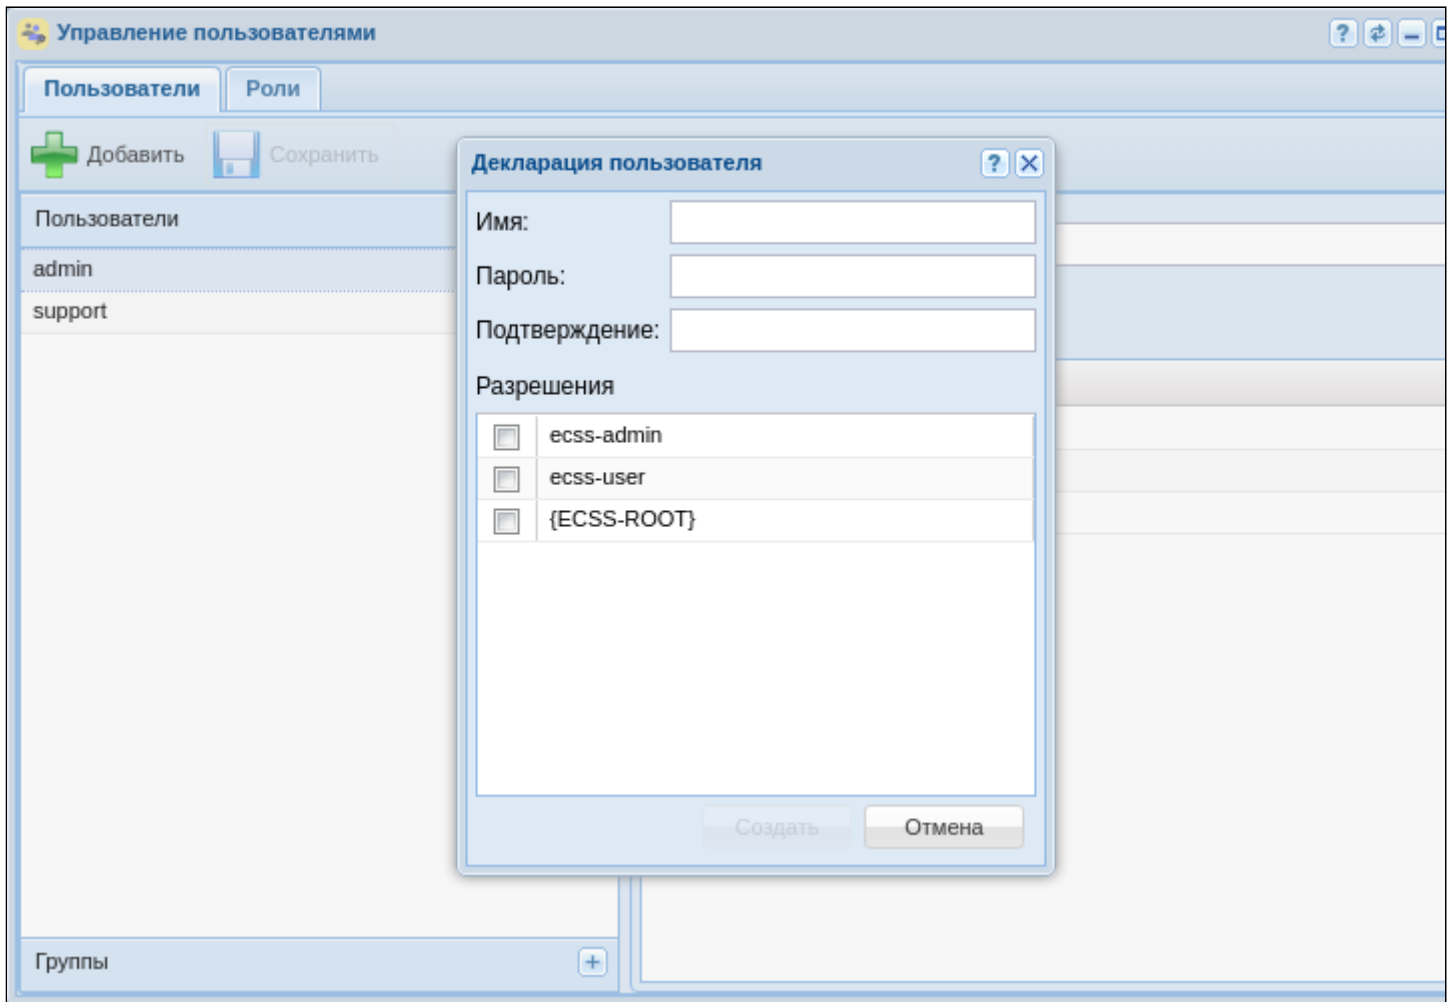 Управление пользователями
Пользователи Роли
Добавить Сохранить
Пользователи
admin
support
Группы
Декларация пользователя
Имя:
Пароль:
Подтверждение:
Разрешения
ecss-admin
ecss-user
{ECSS-ROOT}
Создать Отмена